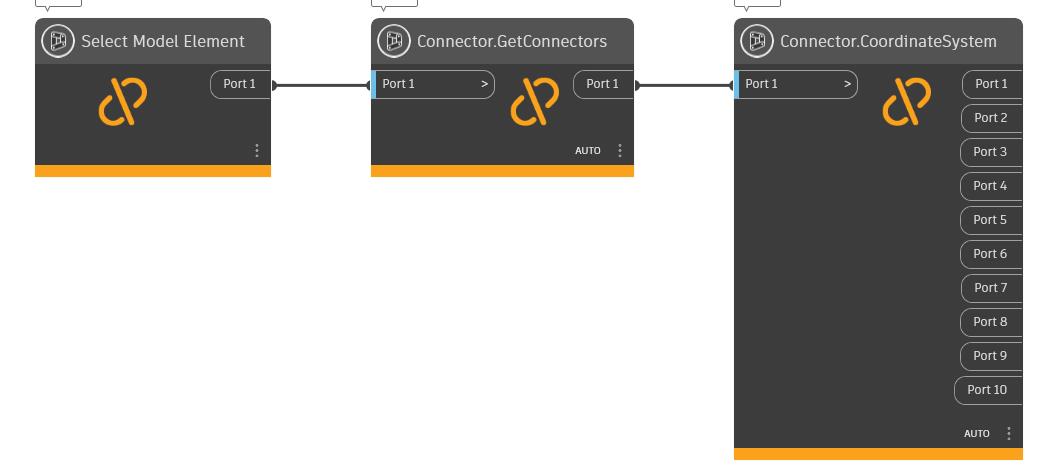 Select Model Element
Port 1
Connector.GetConnectors
Port 1 >
Port 1
AUTO
Connector.CoordinateSystem
Port 1 >
Port 1
Port 2
Port 3
Port 4
Port 5
Port 6
Port 7
Port 8
Port 9
Port 10
AUTO